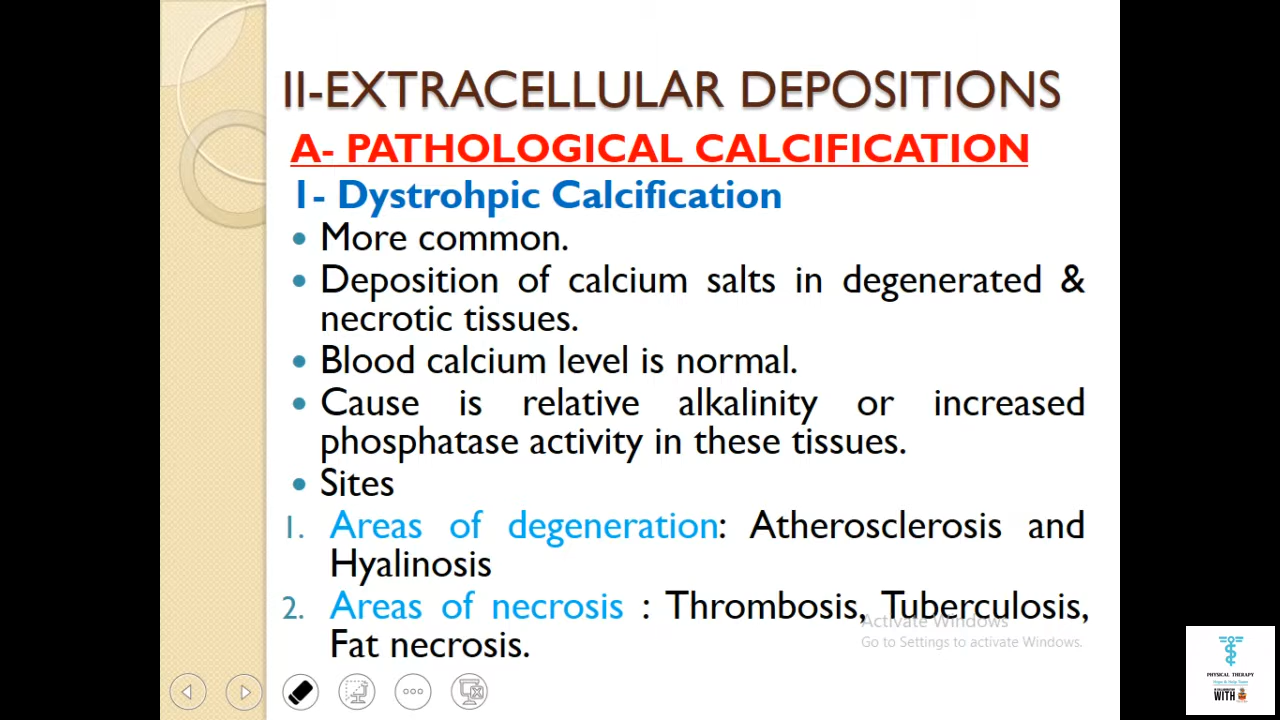 II-EXTRACELLULAR DEPOSITIONS
A- PATHOLOGICAL CALCIFICATION
1- Dystrohpic Calcification
• More common.
• Deposition of calcium salts in degenerated &
necrotic tissues.
• Blood calcium level is normal.
• Cause is relative alkalinity or increased
phosphatase activity in these tissues.
• Sites
1. Areas of degeneration: Atherosclerosis and
Hyalinosis
2. Areas of necrosis : Thrombosis, Tuberculosis,
Fat necrosis.
Activate Windows
Go to Settings to activate Windows.
PHYSICAL THERAPY
WITH